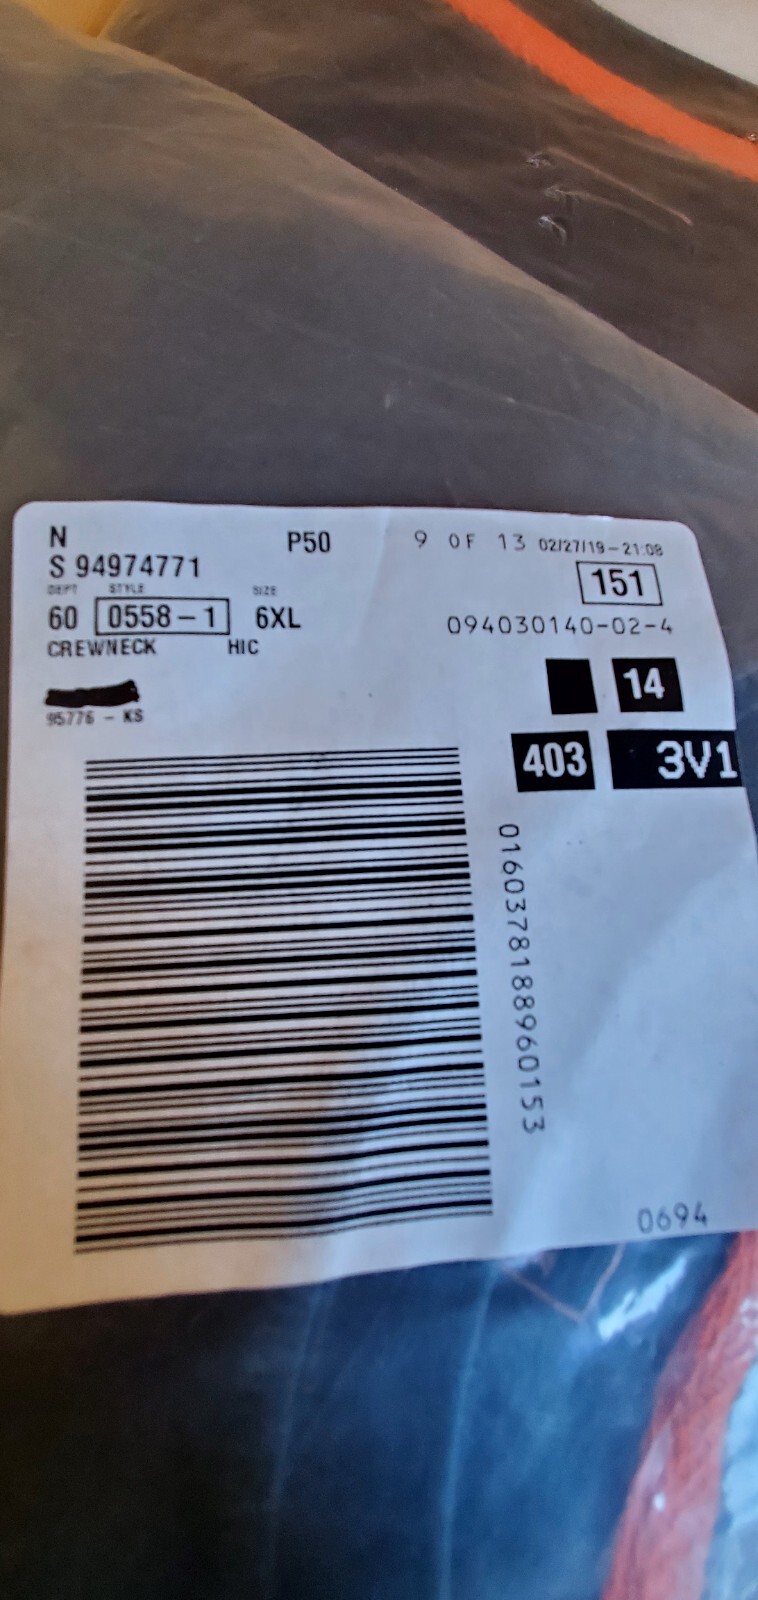 N P50 9 OF 13 02/27/19-21:08
S 94974771 151
DEPT STYLE SIZE
60 0558-1 6XL 094030140-02-4
CREWNECK HIC
14
95776 - KS
403 3V1
0160378188960153
0694